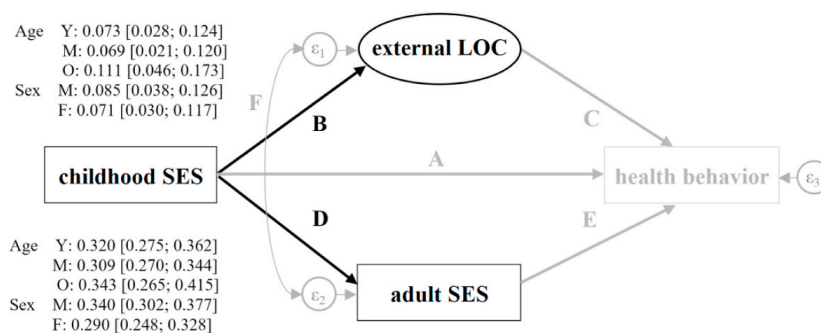 Age Y: 0.073 [0.028; 0.124]
M: 0.069 [0.021; 0.120]
O: 0.111 [0.046; 0.173]
Sex M: 0.085 [0.038; 0.126]
F: 0.071 [0.030; 0.117]
ε1
external LOC
F
B
C
childhood SES
A
health behavior
ε3
D
E
Age Y: 0.320 [0.275; 0.362]
M: 0.309 [0.270; 0.344]
O: 0.343 [0.265; 0.415]
Sex M: 0.340 [0.302; 0.377]
F: 0.290 [0.248; 0.328]
ε2
adult SES